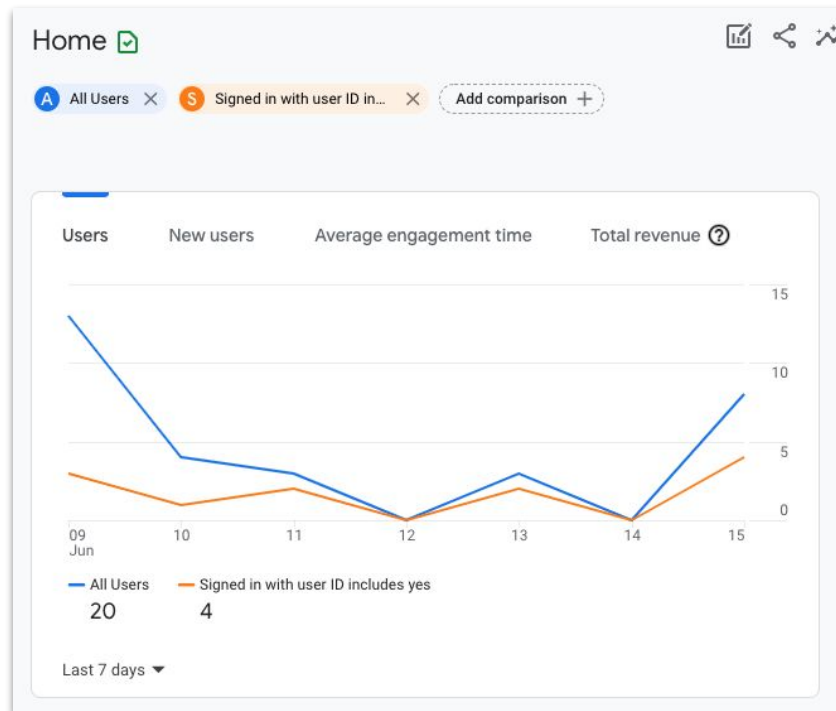 Home
A All Users S Signed in with user ID in... Add comparison
Users New users Average engagement time Total revenue
15
10
5
0
09 10 11 12 13 14 15
Jun
All Users Signed in with user ID includes yes
20 4
Last 7 days